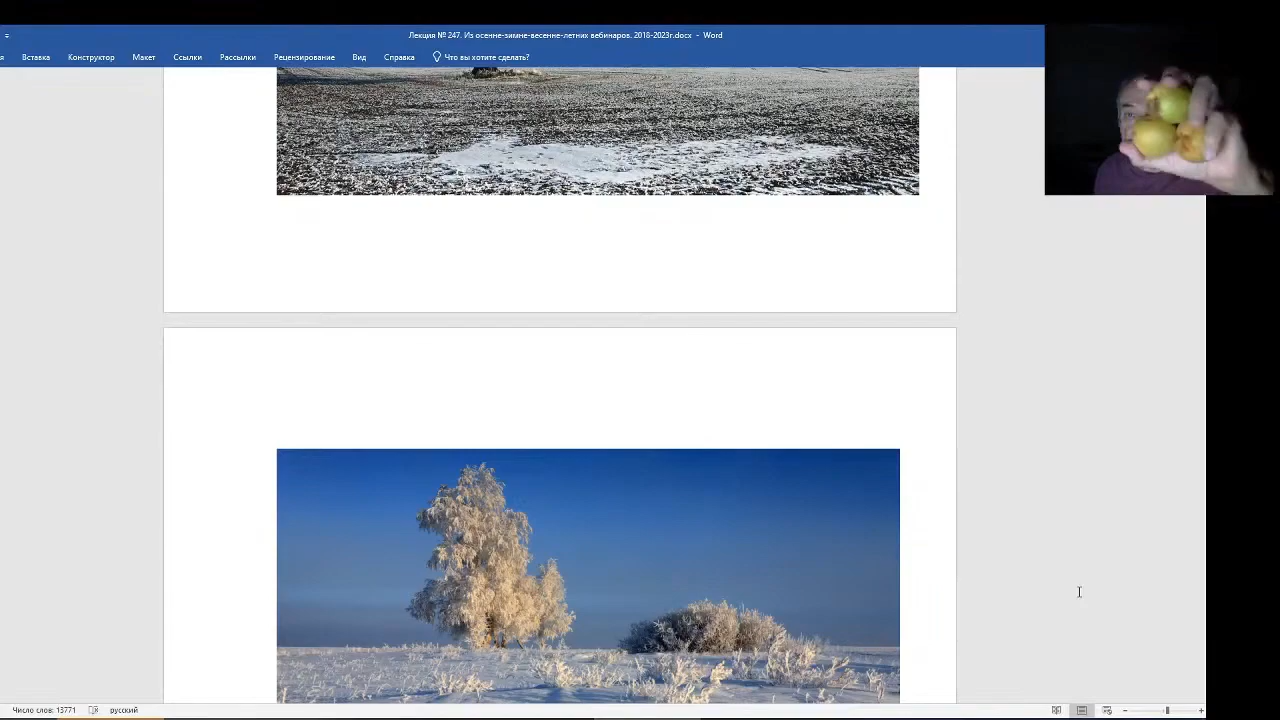 Лекция № 247. Из осенне-зимне-весенне-летних вебинаров. 2018-2023г.docx - Word
я Вставка Конструктор Макет Ссылки Рассылки Рецензирование Вид Справка Что вы хотите сделать?
Число слов: 13771 русский